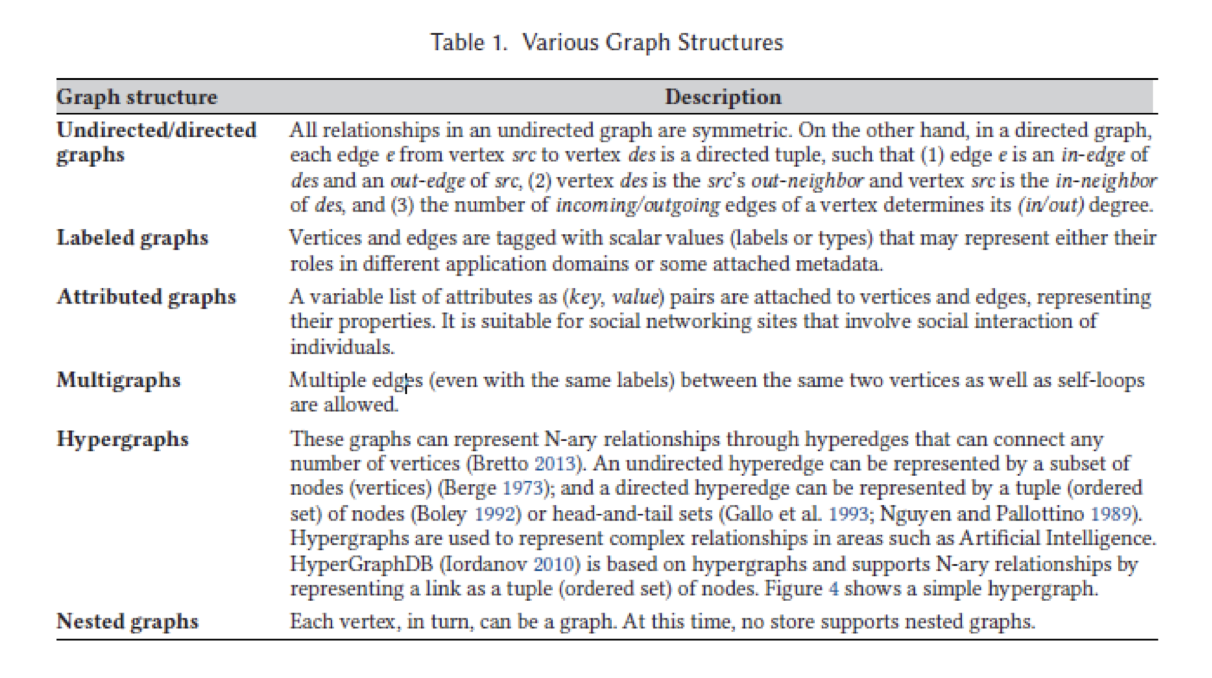 Table 1. Various Graph Structures
Graph structure Description
Undirected/directed graphs All relationships in an undirected graph are symmetric. On the other hand, in a directed graph,
each edge e from vertex src to vertex des is a directed tuple, such that (1) edge e is an in-edge of
des and an out-edge of src, (2) vertex des is the src's out-neighbor and vertex src is the in-neighbor
of des, and (3) the number of incoming/outgoing edges of a vertex determines its (in/out) degree.
Labeled graphs Vertices and edges are tagged with scalar values (labels or types) that may represent either their
roles in different application domains or some attached metadata.
Attributed graphs A variable list of attributes as (key, value) pairs are attached to vertices and edges, representing
their properties. It is suitable for social networking sites that involve social interaction of
individuals.
Multigraphs Multiple edges (even with the same labels) between the same two vertices as well as self-loops
are allowed.
Hypergraphs These graphs can represent N-ary relationships through hyperedges that can connect any
number of vertices (Bretto 2013). An undirected hyperedge can be represented by a subset of
nodes (vertices) (Berge 1973); and a directed hyperedge can be represented by a tuple (ordered
set) of nodes (Boley 1992) or head-and-tail sets (Gallo et al. 1993; Nguyen and Pallottino 1989).
Hypergraphs are used to represent complex relationships in areas such as Artificial Intelligence.
HyperGraphDB (Iordanov 2010) is based on hypergraphs and supports N-ary relationships by
representing a link as a tuple (ordered set) of nodes. Figure 4 shows a simple hypergraph.
Nested graphs Each vertex, in turn, can be a graph. At this time, no store supports nested graphs.